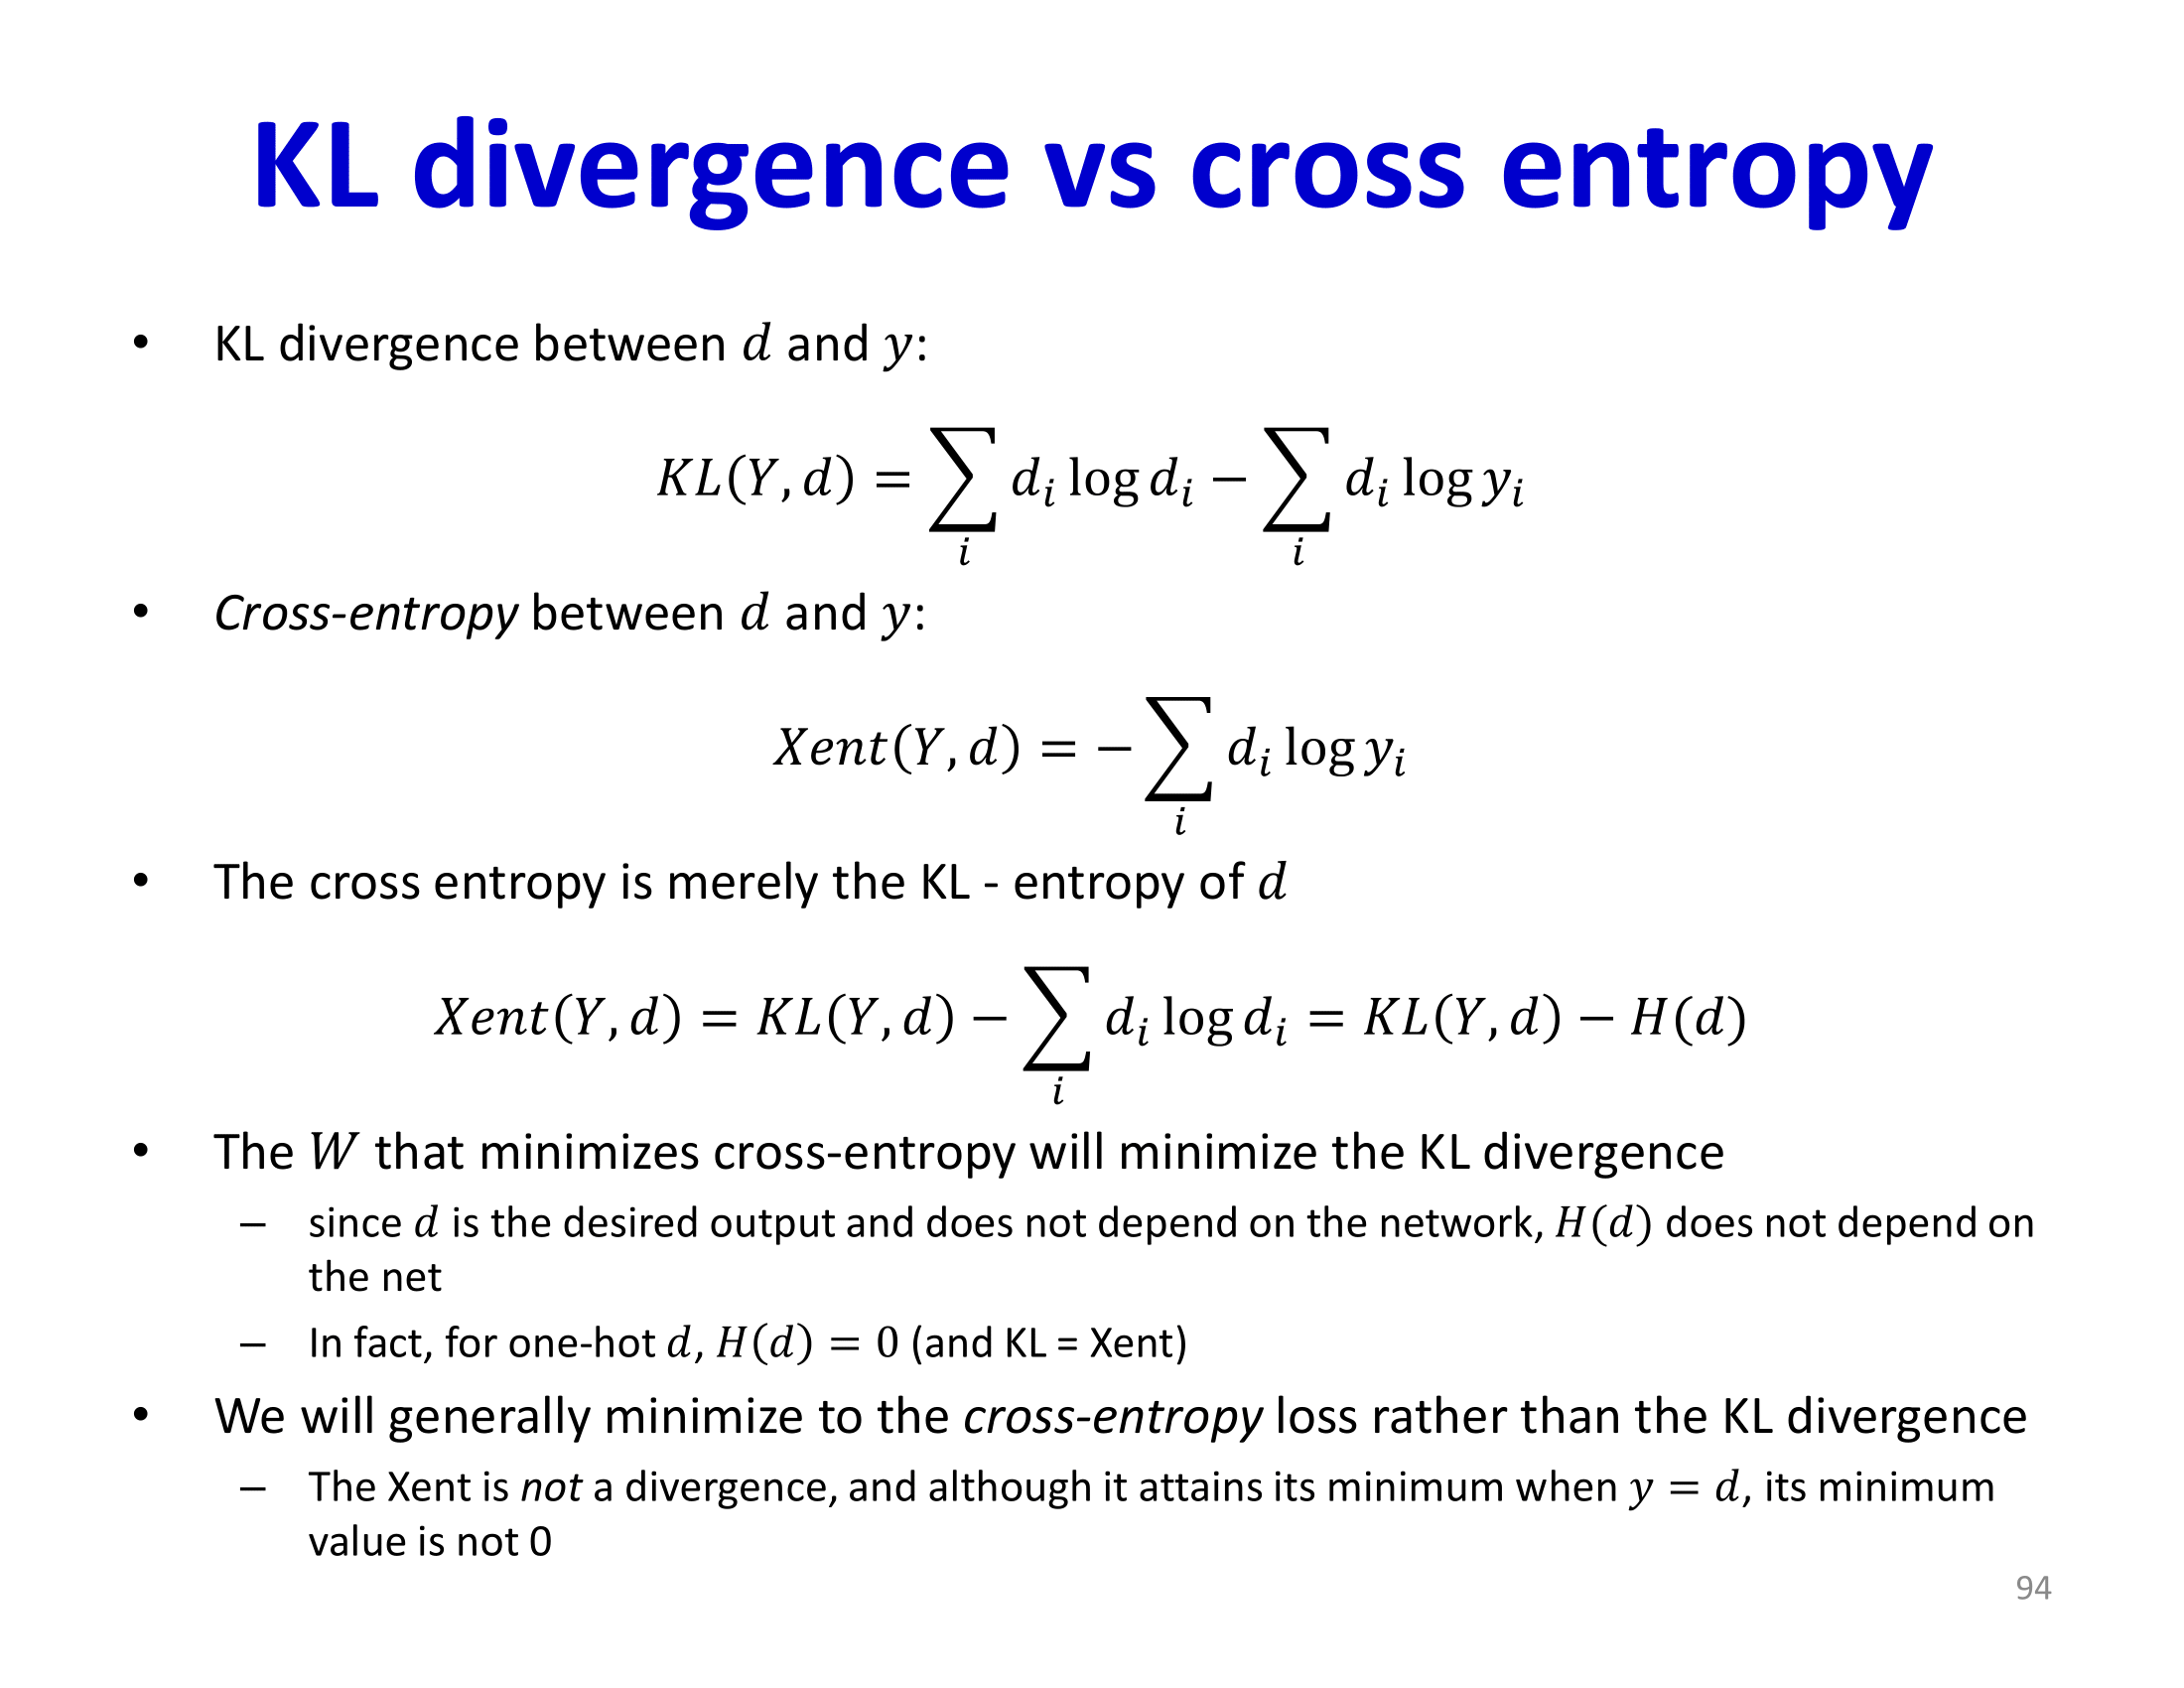 KL divergence vs cross entropy
• KL divergence between d and y:
KL(Y, d) = ∑_i d_i log d_i − ∑_i d_i log y_i
• Cross-entropy between d and y:
Xent(Y, d) = − ∑_i d_i log y_i
• The cross entropy is merely the KL - entropy of d
Xent(Y, d) = KL(Y, d) − ∑_i d_i log d_i = KL(Y, d) − H(d)
• The W that minimizes cross-entropy will minimize the KL divergence
– since d is the desired output and does not depend on the network, H(d) does not depend on
the net
– In fact, for one-hot d, H(d) = 0 (and KL = Xent)
• We will generally minimize to the cross-entropy loss rather than the KL divergence
– The Xent is not a divergence, and although it attains its minimum when y = d, its minimum
value is not 0
94